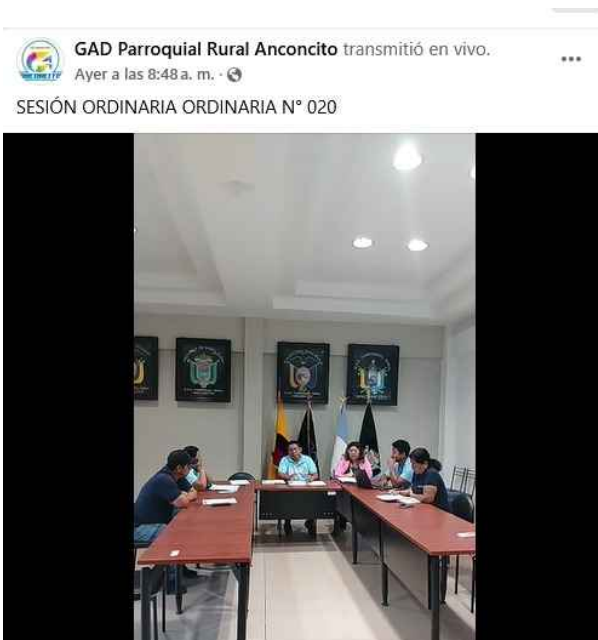 GAD Parroquial Rural Anconcito transmitió en vivo.
Ayer a las 8:48 a. m. ·
SESIÓN ORDINARIA ORDINARIA N° 020